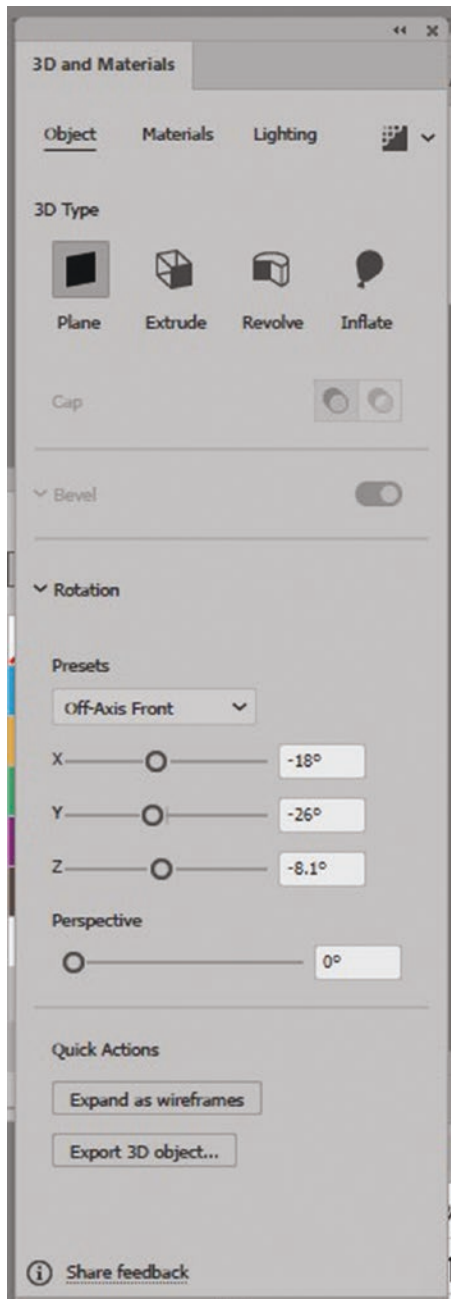 3D and Materials
Object Materials Lighting
3D Type
Plane Extrude Revolve Inflate
Cap
Bevel
Rotation
Presets
Off-Axis Front
X -18°
Y -26°
Z -8.1°
Perspective
0°
Quick Actions
Expand as wireframes
Export 3D object...
Share feedback